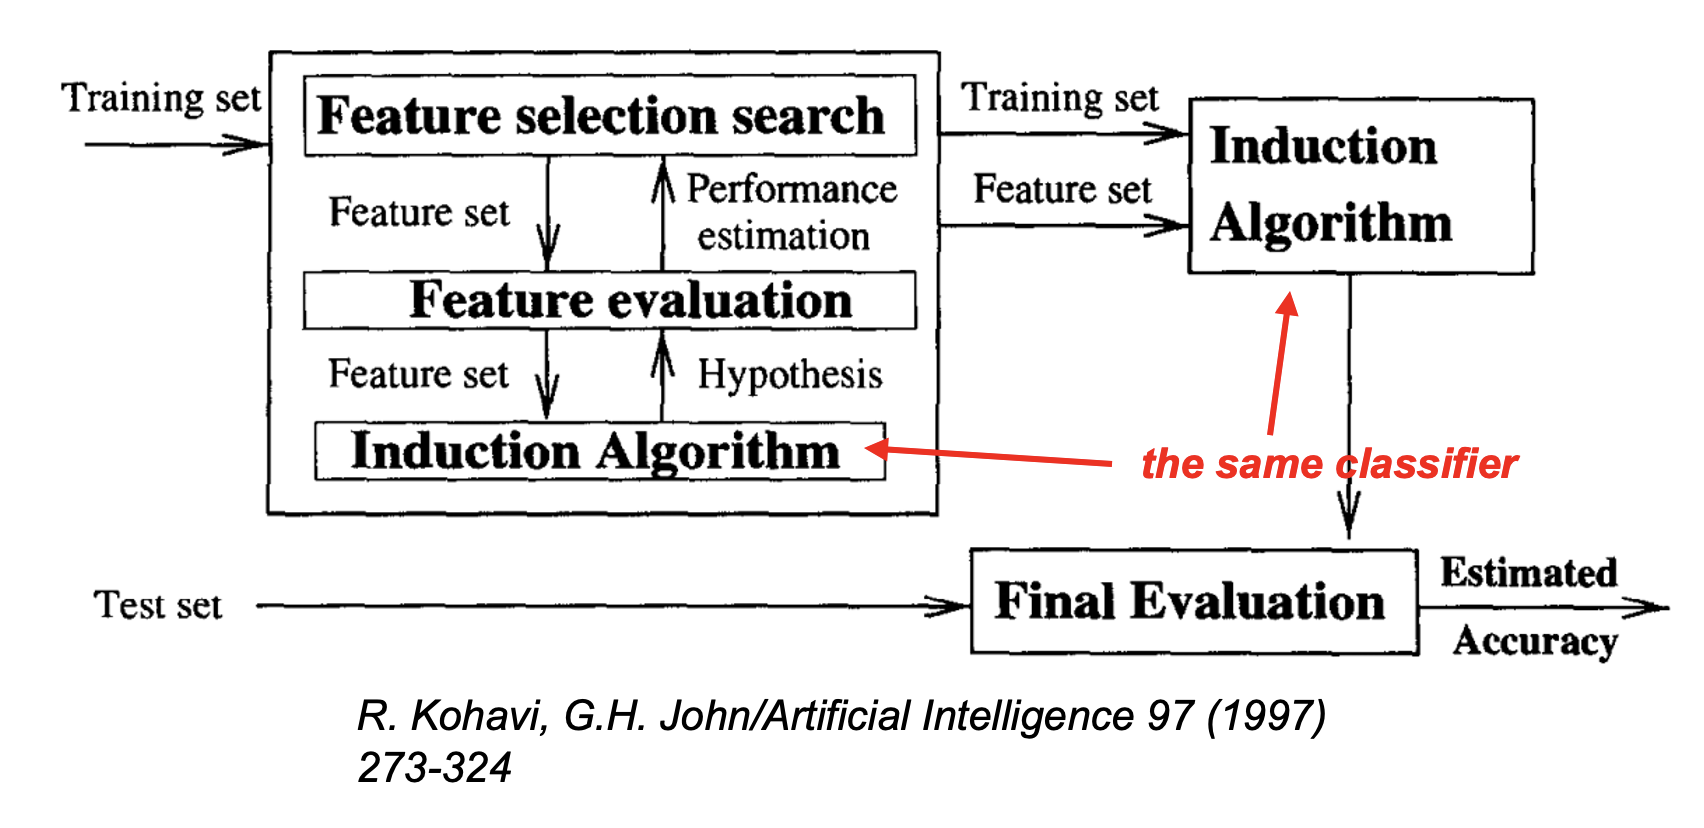 Training set
Feature selection search
Training set
Induction
Algorithm
Feature set
Performance
estimation
Feature set
Feature evaluation
Feature set
Hypothesis
Induction Algorithm
the same classifier
Test set
Final Evaluation
Estimated
Accuracy
R. Kohavi, G.H. John/Artificial Intelligence 97 (1997)
273-324